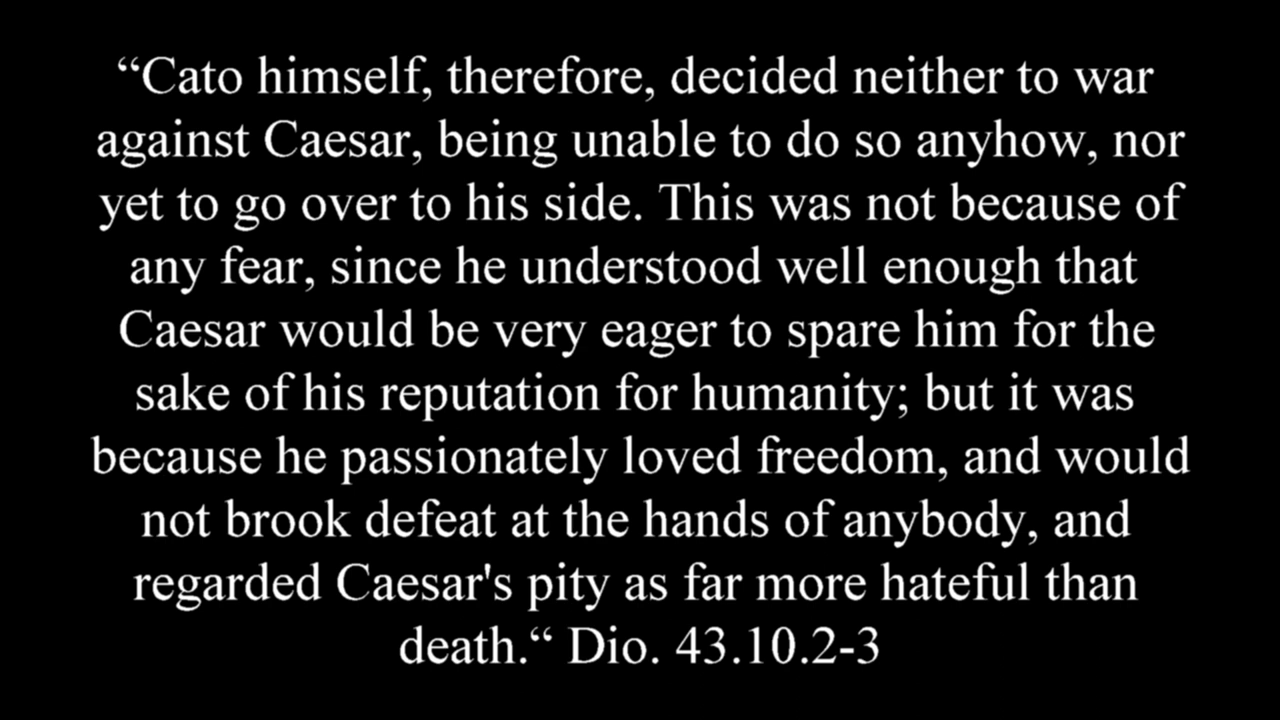 “Cato himself, therefore, decided neither to war
against Caesar, being unable to do so anyhow, nor
yet to go over to his side. This was not because of
any fear, since he understood well enough that
Caesar would be very eager to spare him for the
sake of his reputation for humanity; but it was
because he passionately loved freedom, and would
not brook defeat at the hands of anybody, and
regarded Caesar's pity as far more hateful than
death.“ Dio. 43.10.2-3